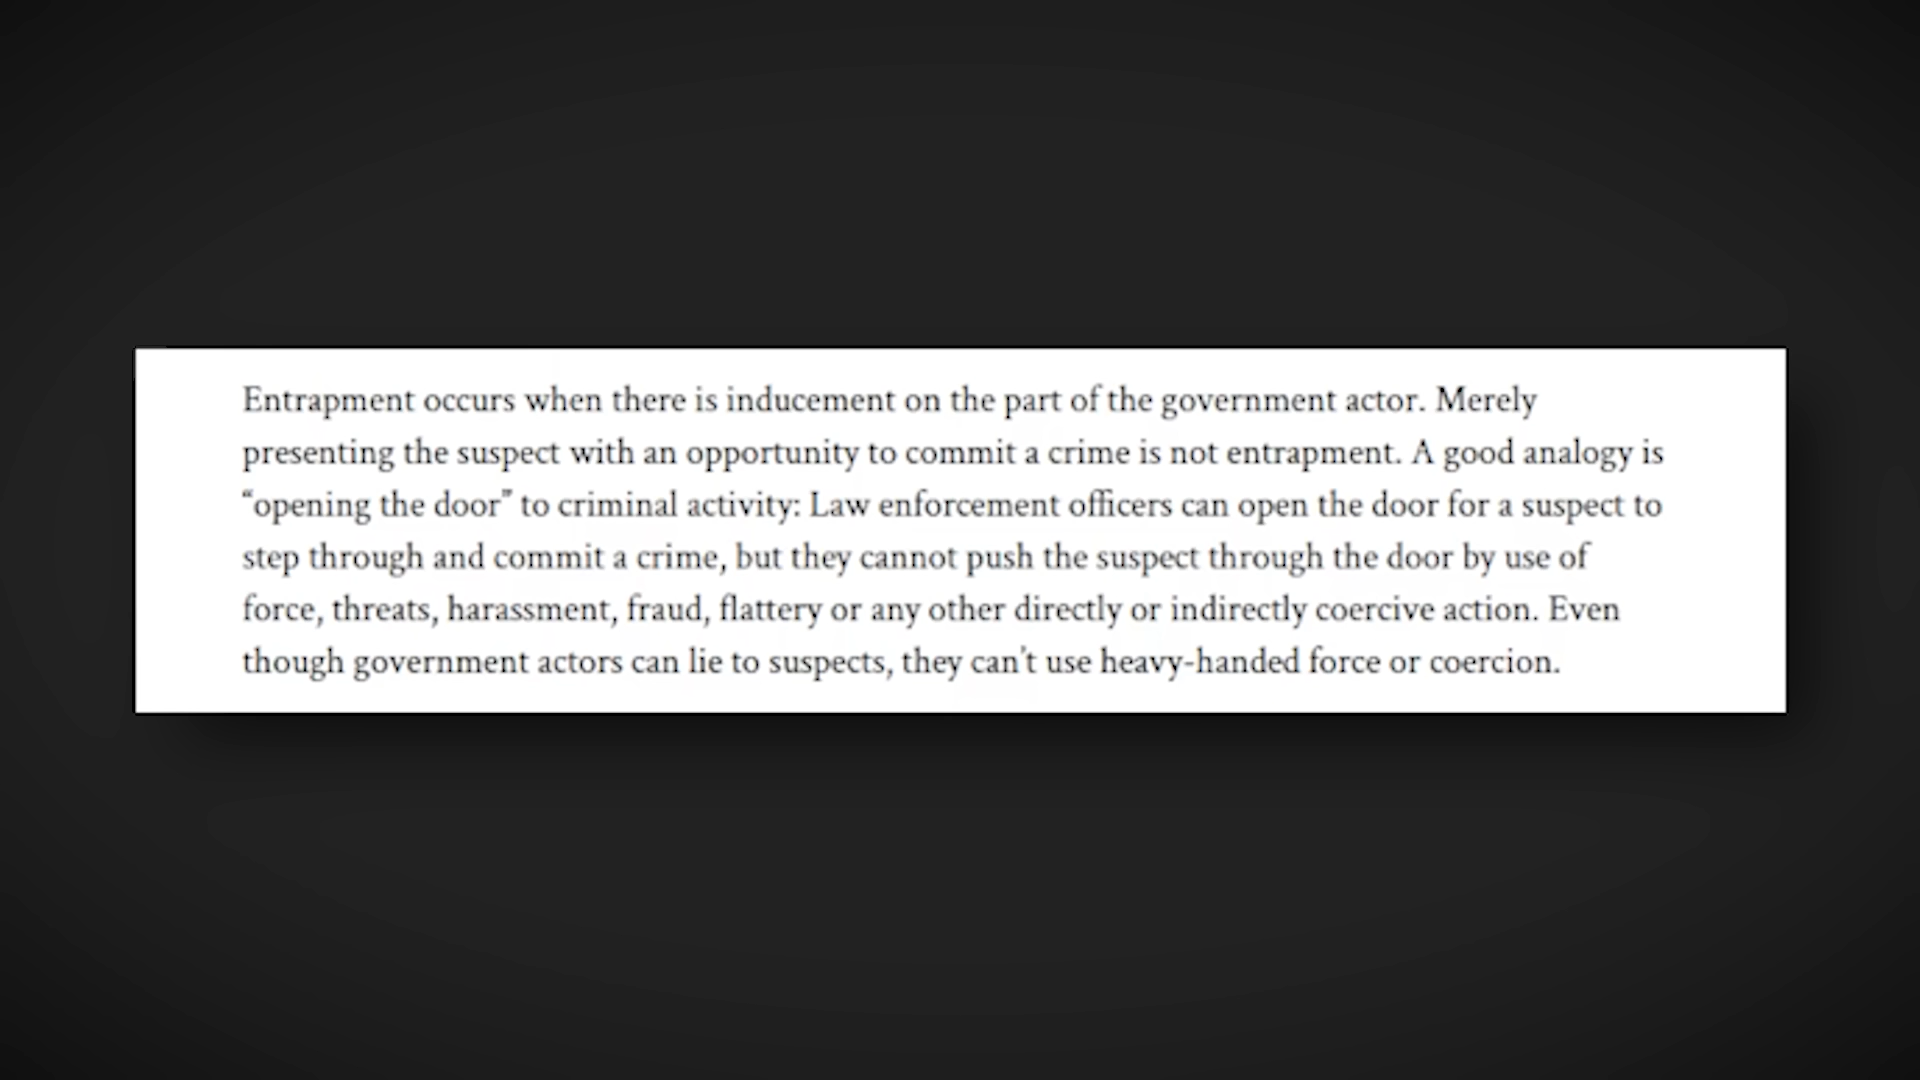 Entrapment occurs when there is inducement on the part of the government actor. Merely
presenting the suspect with an opportunity to commit a crime is not entrapment. A good analogy is
“opening the door” to criminal activity: Law enforcement officers can open the door for a suspect to
step through and commit a crime, but they cannot push the suspect through the door by use of
force, threats, harassment, fraud, flattery or any other directly or indirectly coercive action. Even
though government actors can lie to suspects, they can’t use heavy-handed force or coercion.